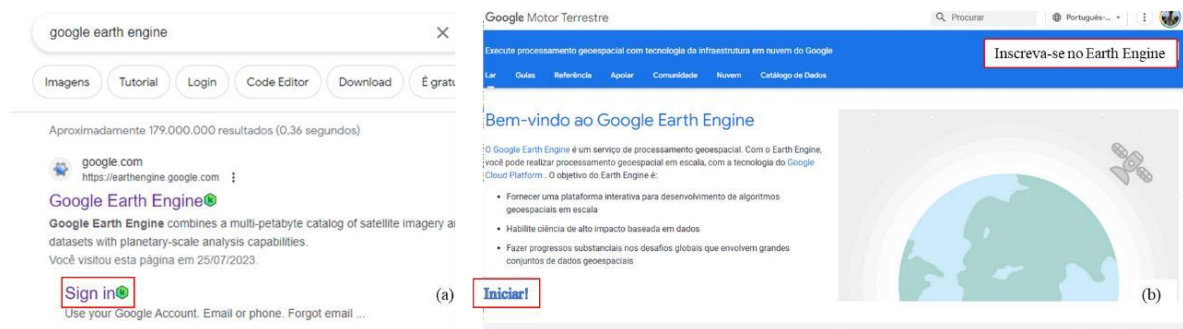 google earth engine
Imagens
Tutorial
Login
Code Editor
Download
É gratu
Aproximadamente 179.000.000 resultados (0,36 segundos)
google.com
https://earthengine.google.com
Google Earth Engine
Google Earth Engine combines a multi-petabyte catalog of satellite imagery an
datasets with planetary-scale analysis capabilities.
Você visitou esta página em 25/07/2023.
Sign in
Use your Google Account. Email or phone. Forgot email ...
(a)
Google Motor Terrestre
Procurar
Português-...
Execute processamento geoespacial com tecnologia da infraestrutura em nuvem do Google
Inscreva-se no Earth Engine
Lar
Guias
Referência
Apoiar
Comunidade
Nuvem
Catálogo de Dados
Bem-vindo ao Google Earth Engine
O Google Earth Engine é um serviço de processamento geoespacial. Com o Earth Engine,
você pode realizar processamento geoespacial em escala, com a tecnologia do Google
Cloud Platform . O objetivo do Earth Engine é:
• Fornecer uma plataforma interativa para desenvolvimento de algoritmos
geoespaciais em escala
• Habilite ciência de alto impacto baseada em dados
• Fazer progressos substanciais nos desafios globais que envolvem grandes
conjuntos de dados geoespaciais
Iniciar!
(b)